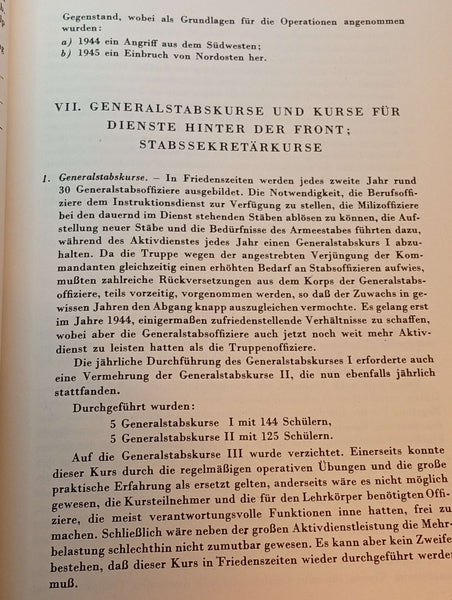 Gegenstand, wobei als Grundlagen für die Operationen angenommen
wurden:
a) 1944 ein Angriff aus dem Südwesten;
b) 1945 ein Einbruch von Nordosten her.
VII. GENERALSTABSKURSE UND KURSE FÜR
DIENSTE HINTER DER FRONT;
STABSSEKRETÄRKURSE
1. Generalstabskurse. – In Friedenszeiten werden jedes zweite Jahr rund
30 Generalstabsoffiziere ausgebildet. Die Notwendigkeit, die Berufsoffi-
ziere dem Instruktionsdienst zur Verfügung zu stellen, die Milizoffiziere
bei den dauernd im Dienst stehenden Stäben ablösen zu können, die Auf-
stellung neuer Stäbe und die Bedürfnisse des Armeestabes führten dazu,
während des Aktivdienstes jedes Jahr einen Generalstabskurs I abzu-
halten. Da die Truppe wegen der angestrebten Verjüngung der Kom-
mandanten gleichzeitig einen erhöhten Bedarf an Stabsoffizieren aufwies,
mußten zahlreiche Rückversetzungen aus dem Korps der Generalstabs-
offiziere, teils vorzeitig, vorgenommen werden, so daß der Zuwachs in ge-
wissen Jahren den Abgang knapp auszugleichen vermochte. Es gelang erst
im Jahre 1944, einigermaßen zufriedenstellende Verhältnisse zu schaffen,
wobei aber die Generalstabsoffiziere auch jetzt noch weit mehr Aktiv-
dienst zu leisten hatten als die Truppenoffiziere.
Die jährliche Durchführung des Generalstabskurses I erforderte auch
eine Vermehrung der Generalstabskurse II, die nun ebenfalls jährlich
stattfanden.
Durchgeführt wurden:
5 Generalstabskurse I mit 144 Schülern,
5 Generalstabskurse II mit 125 Schülern.
Auf die Generalstabskurse III wurde verzichtet. Einerseits konnte
dieser Kurs durch die regelmäßigen operativen Übungen und die große
praktische Erfahrung als ersetzt gelten, anderseits wäre es nicht möglich
gewesen, die Kursteilnehmer und die für den Lehrkörper benötigten Offi-
ziere, die meist verantwortungsvolle Funktionen inne hatten, frei zu
machen. Schließlich wäre neben der großen Aktivdienstleistung die Mehr-
belastung schlechthin nicht zumutbar gewesen. Es kann aber kein Zweife
bestehen, daß dieser Kurs in Friedenszeiten wieder durchgeführt werde
muß.